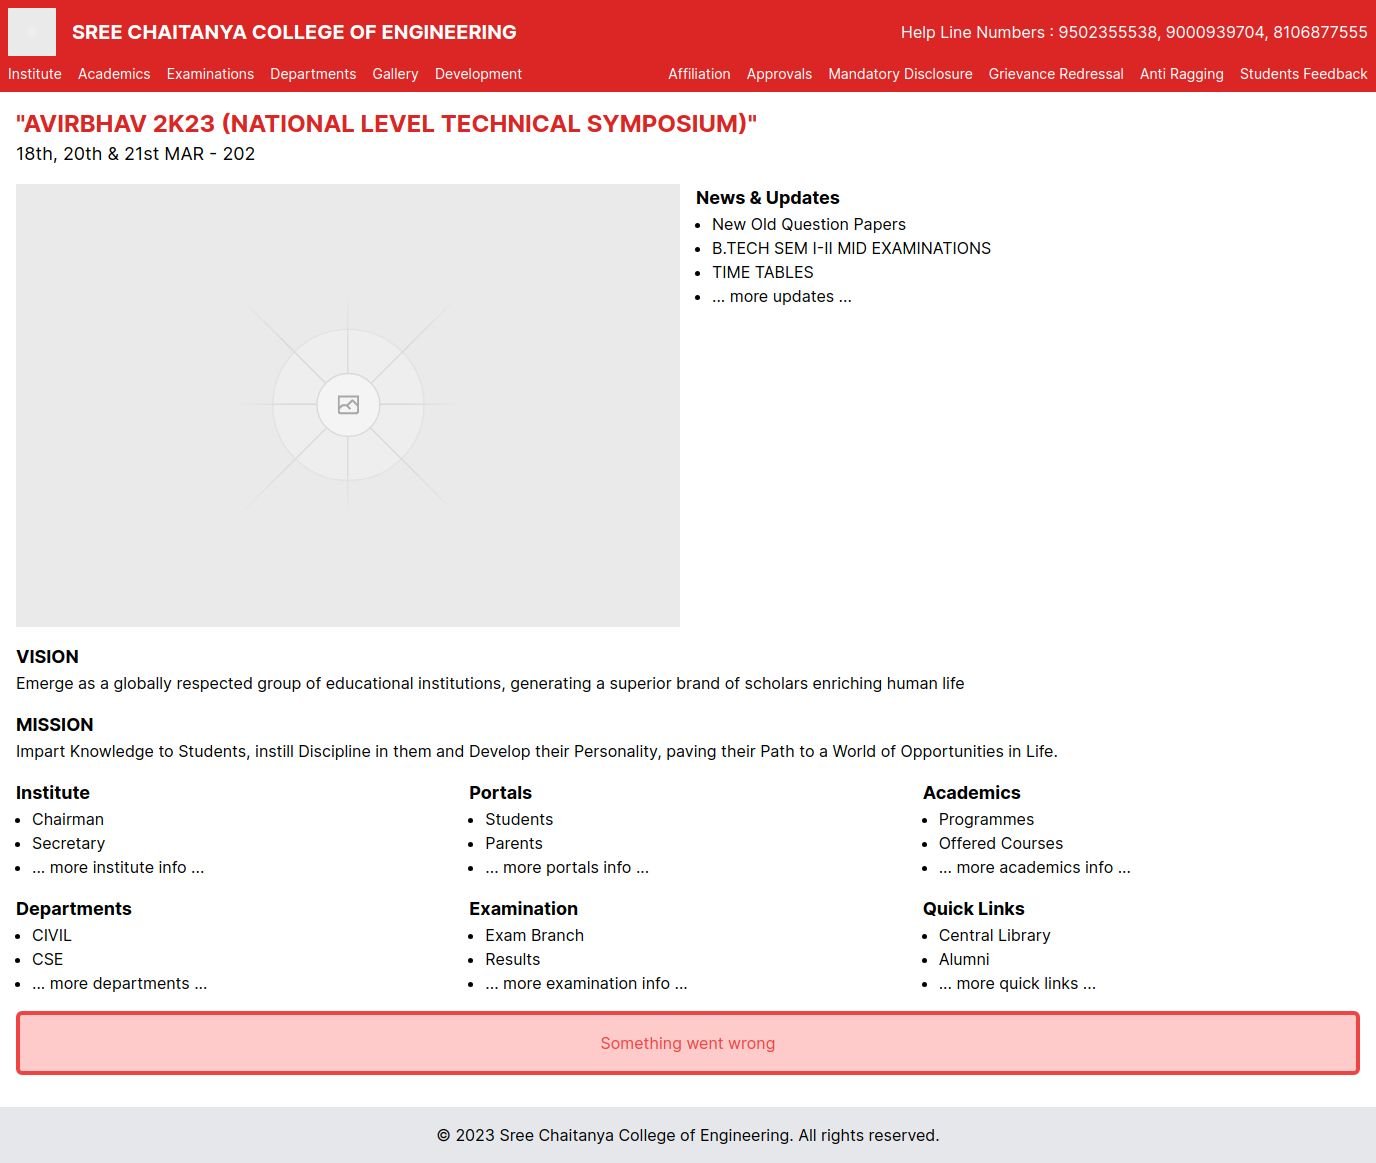 SREE CHAITANYA COLLEGE OF ENGINEERING
Help Line Numbers : 9502355538, 9000939704, 8106877555
Institute Academics Examinations Departments Gallery Development
Affiliation Approvals Mandatory Disclosure Grievance Redressal Anti Ragging Students Feedback
"AVIRBHAV 2K23 (NATIONAL LEVEL TECHNICAL SYMPOSIUM)"
18th, 20th & 21st MAR - 202
News & Updates
• New Old Question Papers
• B.TECH SEM I-II MID EXAMINATIONS
• TIME TABLES
• ... more updates ...
VISION
Emerge as a globally respected group of educational institutions, generating a superior brand of scholars enriching human life
MISSION
Impart Knowledge to Students, instill Discipline in them and Develop their Personality, paving their Path to a World of Opportunities in Life.
Institute
• Chairman
• Secretary
• ... more institute info ...
Portals
• Students
• Parents
• ... more portals info ...
Academics
• Programmes
• Offered Courses
• ... more academics info ...
Departments
• CIVIL
• CSE
• ... more departments ...
Examination
• Exam Branch
• Results
• ... more examination info ...
Quick Links
• Central Library
• Alumni
• ... more quick links ...
Something went wrong
© 2023 Sree Chaitanya College of Engineering. All rights reserved.